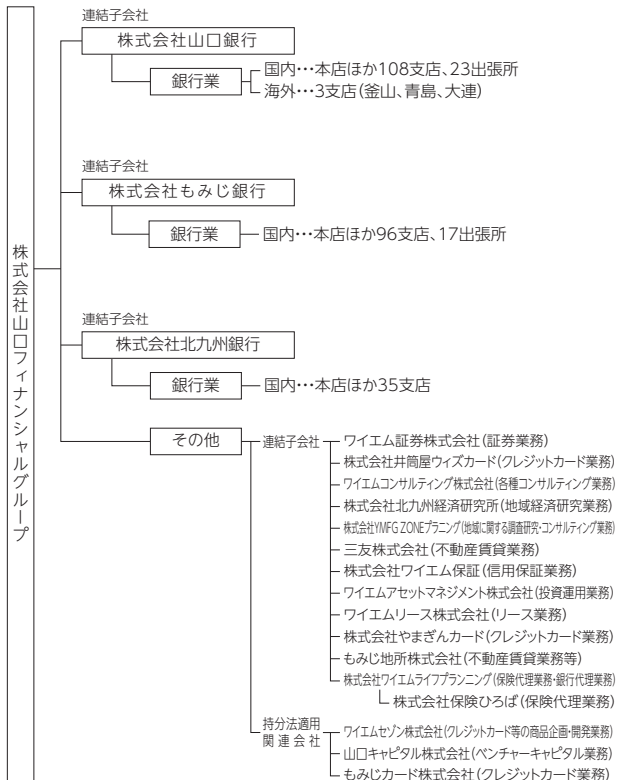 連結子会社
株式会社山口銀行
銀行業
国内・・・本店ほか108支店、23出張所
海外・・・3支店(釜山、青島、大連)
連結子会社
株式会社もみじ銀行
銀行業
国内・・・本店ほか96支店、17出張所
株式会社山口フィナンシャルグループ
連結子会社
株式会社北九州銀行
銀行業
国内・・・本店ほか35支店
その他
連結子会社
ワイエム証券株式会社(証券業務)
株式会社井筒屋ウィズカード(クレジットカード業務)
ワイエムコンサルティング株式会社(各種コンサルティング業務)
株式会社北九州経済研究所(地域経済研究業務)
株式会社YMFG ZONEプラニング(地域に関する調査研究・コンサルティング業務)
三友株式会社(不動産賃貸業務)
株式会社ワイエム保証(信用保証業務)
ワイエムアセットマネジメント株式会社(投資運用業務)
ワイエムリース株式会社(リース業務)
株式会社やまぎんカード(クレジットカード業務)
もみじ地所株式会社(不動産賃貸業務等)
株式会社ワイエムライフプランニング(保険代理業務・銀行代理業務)
株式会社保険ひろば(保険代理業務)
持分法適用
関連会社
ワイエムセゾン株式会社(クレジットカード等の商品企画・開発業務)
山口キャピタル株式会社(ベンチャーキャピタル業務)
もみじカード株式会社(クレジットカード業務)